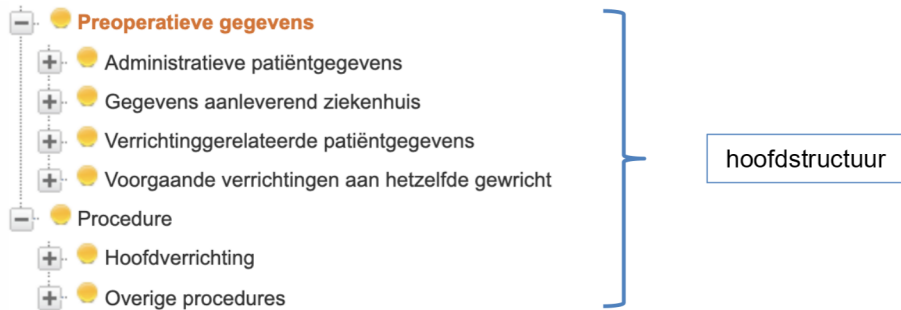 Preoperatieve gegevens
Administratieve patiëntgegevens
Gegevens aanleverend ziekenhuis
Verrichtinggerelateerde patiëntgegevens
Voorgaande verrichtingen aan hetzelfde gewricht
hoofdstructuur
Procedure
Hoofdverrichting
Overige procedures